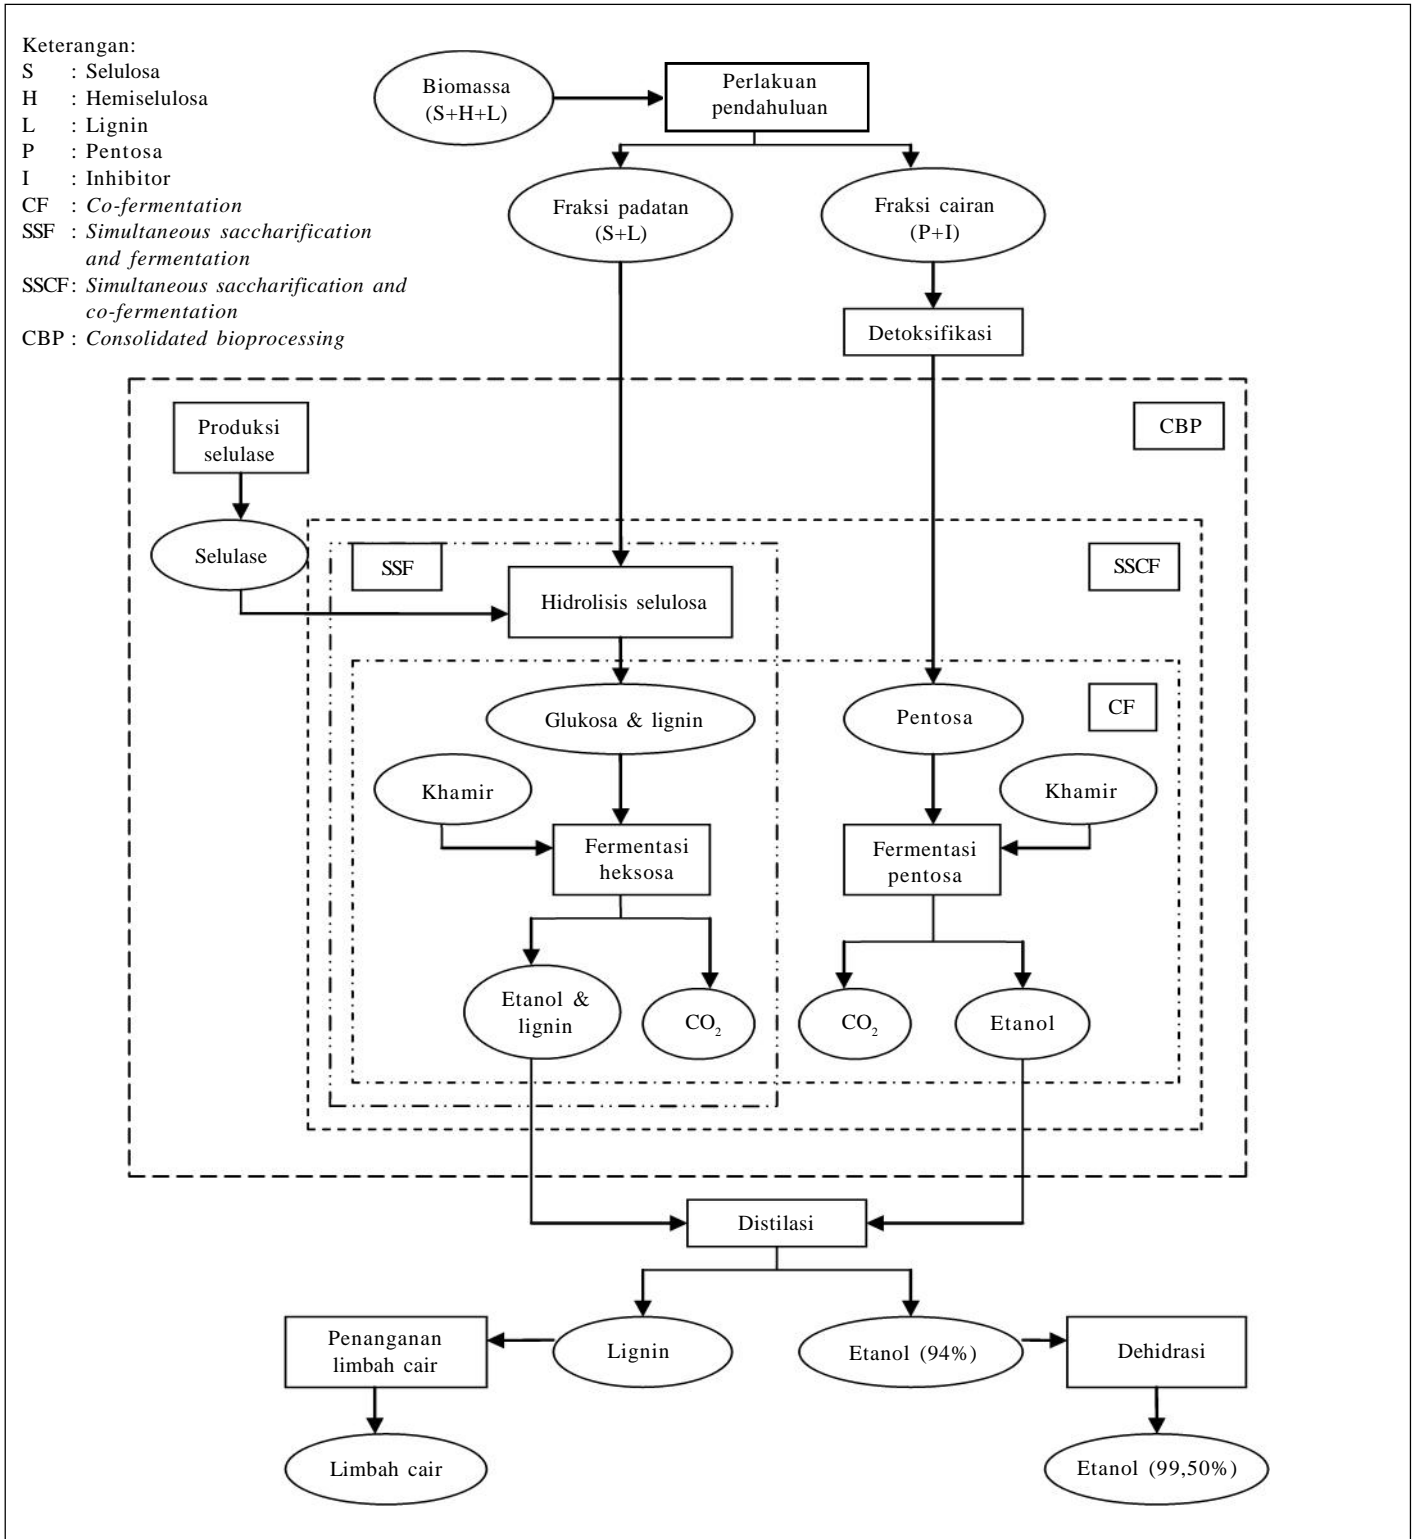 Keterangan:
S : Selulosa
H : Hemiselulosa
L : Lignin
P : Pentosa
I : Inhibitor
CF : Co-fermentation
SSF : Simultaneous saccharification
and fermentation
SSCF: Simultaneous saccharification and
co-fermentation
CBP : Consolidated bioprocessing
Biomassa
(S+H+L)
Perlakuan
pendahuluan
Fraksi padatan
(S+L)
Fraksi cairan
(P+I)
Detoksifikasi
Produksi
selulase
CBP
Selulase
SSF
SSCF
Hidrolisis selulosa
Glukosa & lignin
Pentosa
CF
Khamir
Khamir
Fermentasi
heksosa
Fermentasi
pentosa
Etanol &
lignin
CO₂
CO₂
Etanol
Distilasi
Penanganan
limbah cair
Lignin
Etanol (94%)
Dehidrasi
Limbah cair
Etanol (99,50%)